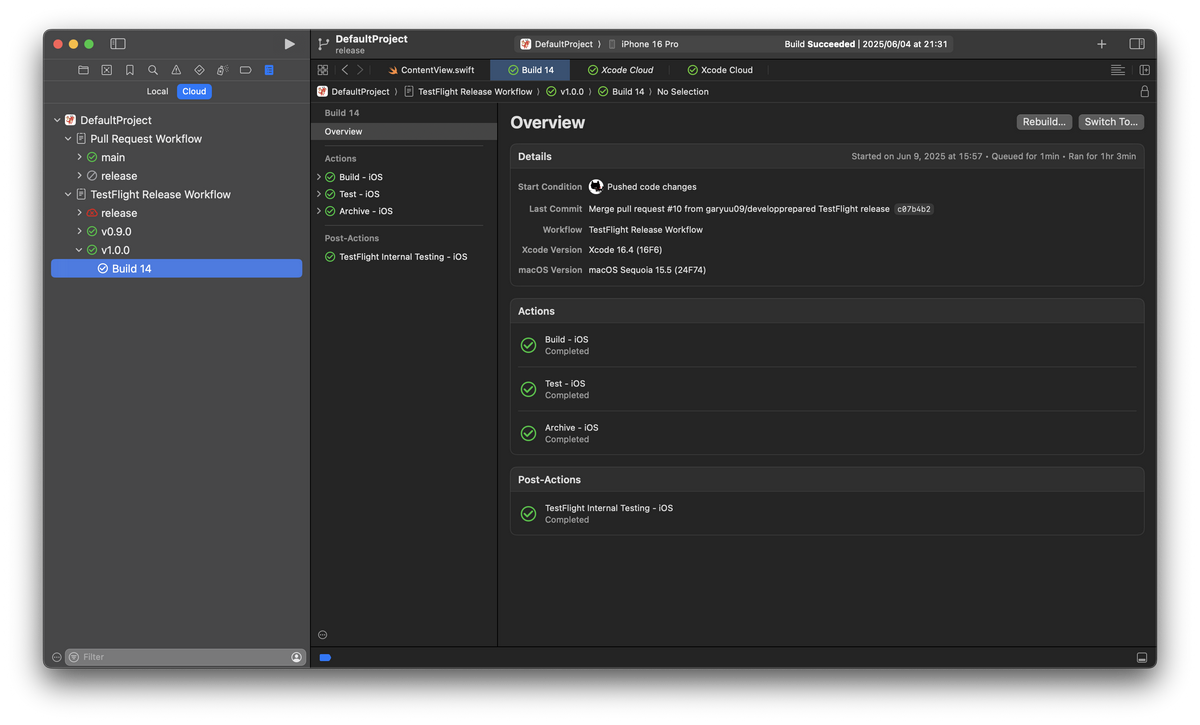 DefaultProject
release
DefaultProject 〉 iPhone 16 Pro
Build Succeeded | 2025/06/04 at 21:31
ContentView.swift
Build 14
Xcode Cloud
Xcode Cloud
Local
Cloud
DefaultProject 〉 TestFlight Release Workflow 〉 v1.0.0 〉 Build 14 〉 No Selection
DefaultProject
Pull Request Workflow
main
release
TestFlight Release Workflow
release
v0.9.0
v1.0.0
Build 14
Filter
Build 14
Overview
Actions
Build - iOS
Test - iOS
Archive - iOS
Post-Actions
TestFlight Internal Testing - iOS
Overview
Rebuild...
Switch To...
Details
Started on Jun 9, 2025 at 15:57 • Queued for 1min • Ran for 1hr 3min
Start Condition Pushed code changes
Last Commit Merge pull request #10 from garyuu09/developprepared TestFlight release c07b4b2
Workflow TestFlight Release Workflow
Xcode Version Xcode 16.4 (16F6)
macOS Version macOS Sequoia 15.5 (24F74)
Actions
Build - iOS
Completed
Test - iOS
Completed
Archive - iOS
Completed
Post-Actions
TestFlight Internal Testing - iOS
Completed